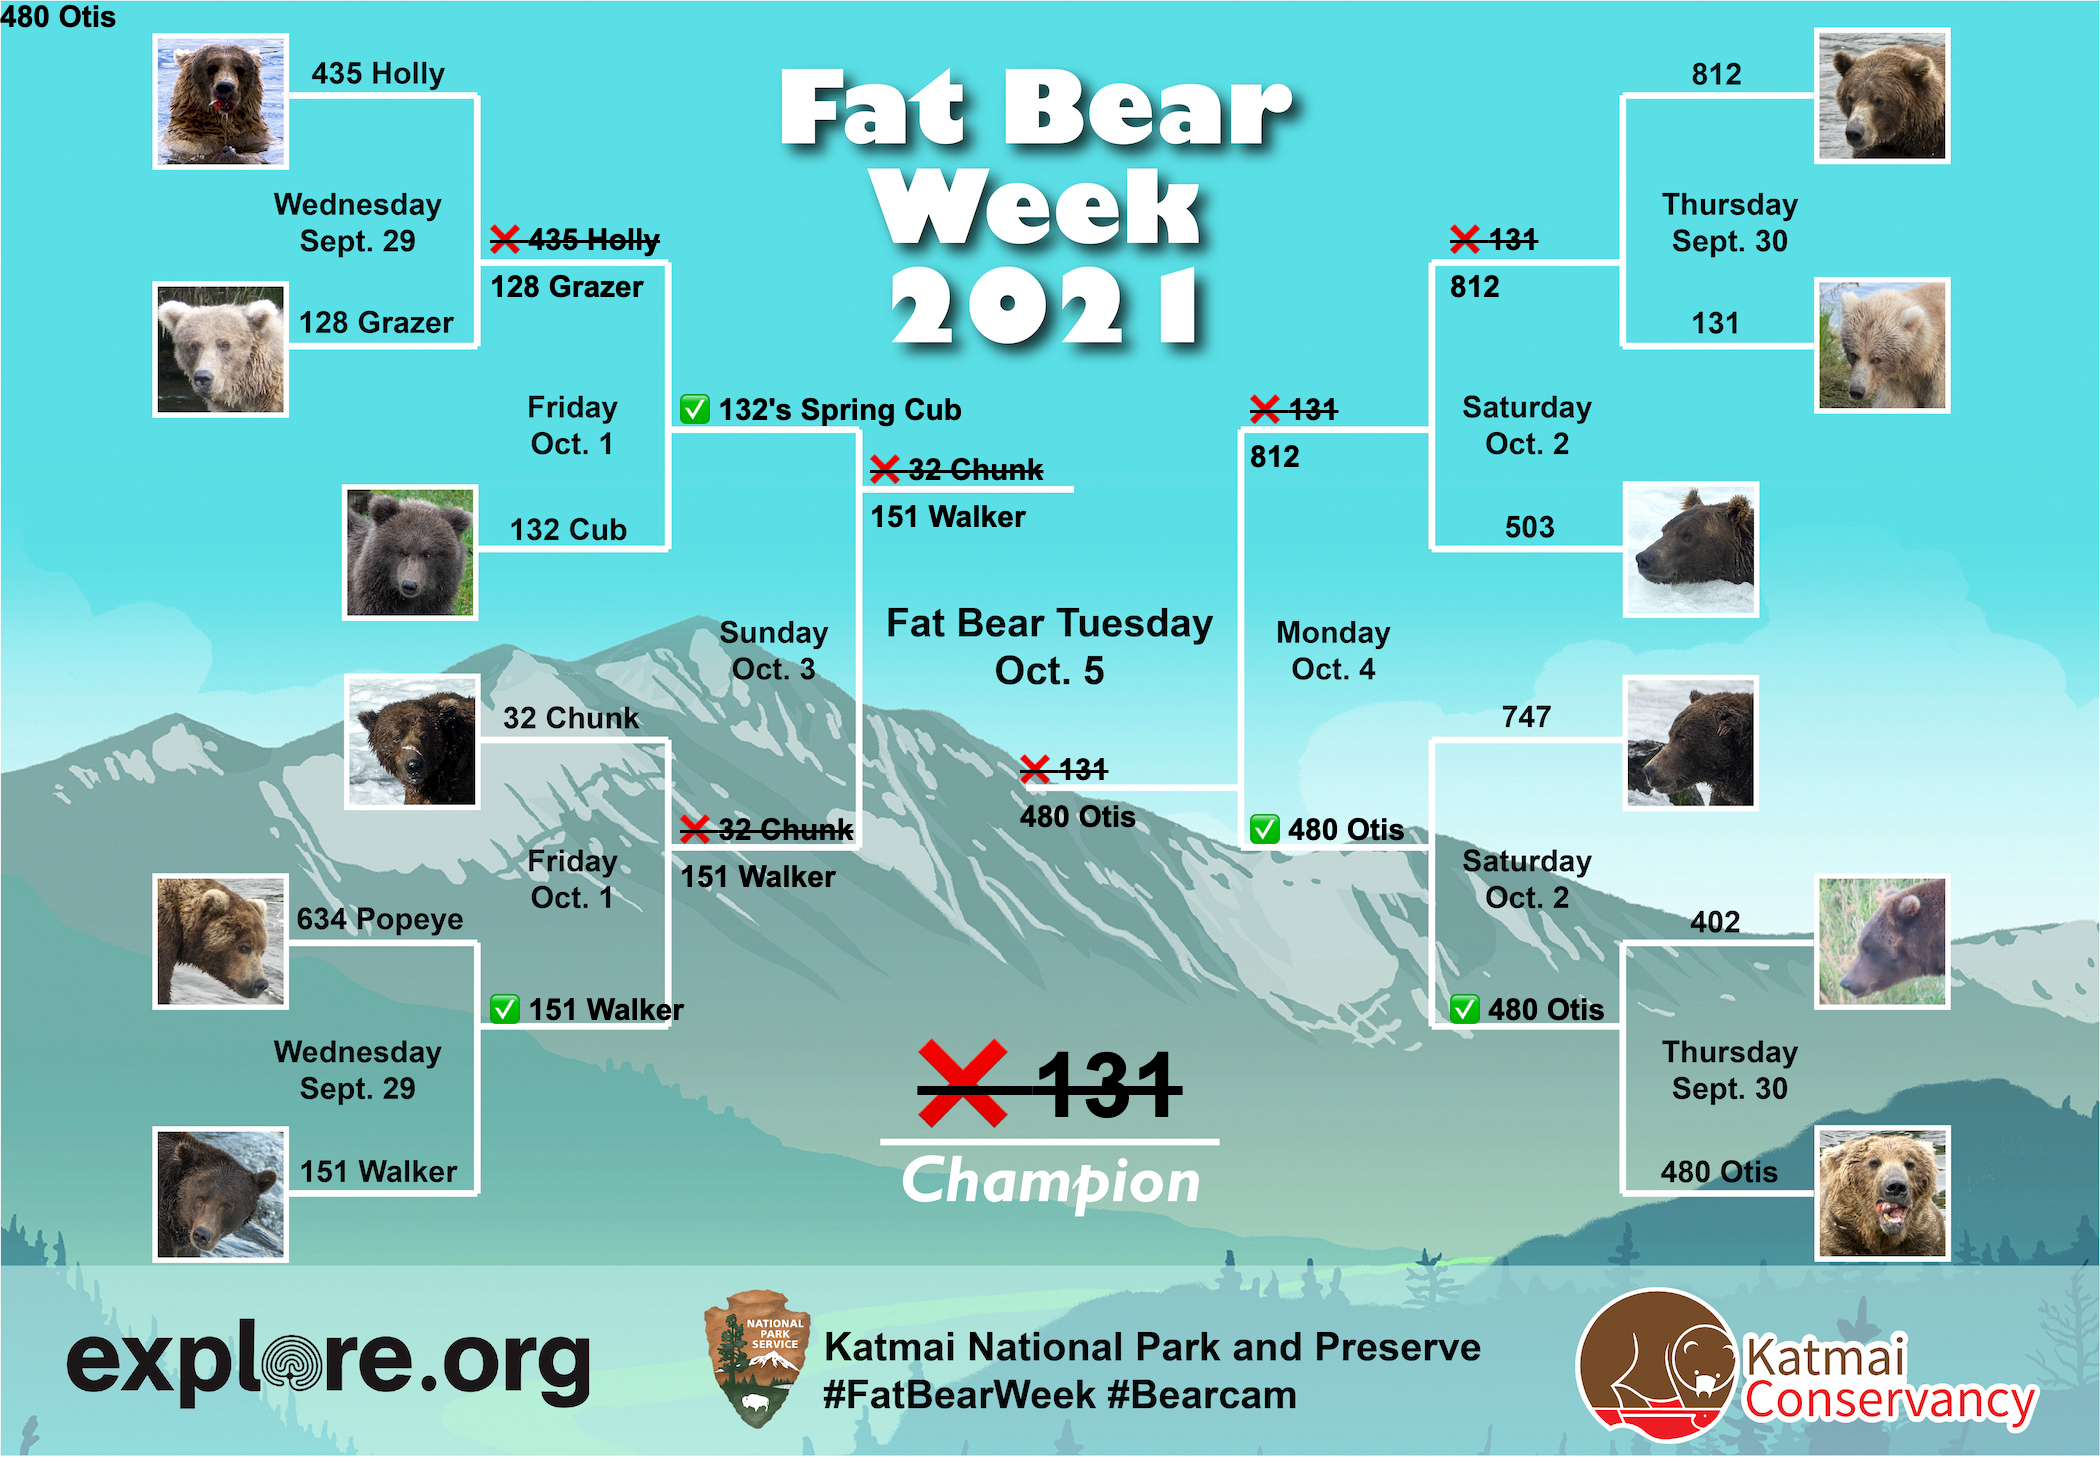 480 Otis
Fat Bear
Week
2021
435 Holly
Wednesday
Sept. 29
128 Grazer
❌ 435 Holly
128 Grazer
Friday
Oct. 1
132 Cub
✅ 132's Spring Cub
32 Chunk
Friday
Oct. 1
634 Popeye
Wednesday
Sept. 29
151 Walker
✅ 151 Walker
❌ 32 Chunk
151 Walker
Sunday
Oct. 3
❌ 32 Chunk
151 Walker
Fat Bear Tuesday
Oct. 5
❌ 131
480 Otis
❌ 131
Champion
812
Thursday
Sept. 30
131
❌ 131
812
Saturday
Oct. 2
503
❌ 131
812
Monday
Oct. 4
747
✅ 480 Otis
Saturday
Oct. 2
402
✅ 480 Otis
Thursday
Sept. 30
480 Otis
explore.org
NATIONAL
PARK
SERVICE
Katmai National Park and Preserve
#FatBearWeek #Bearcam
Katmai
Conservancy